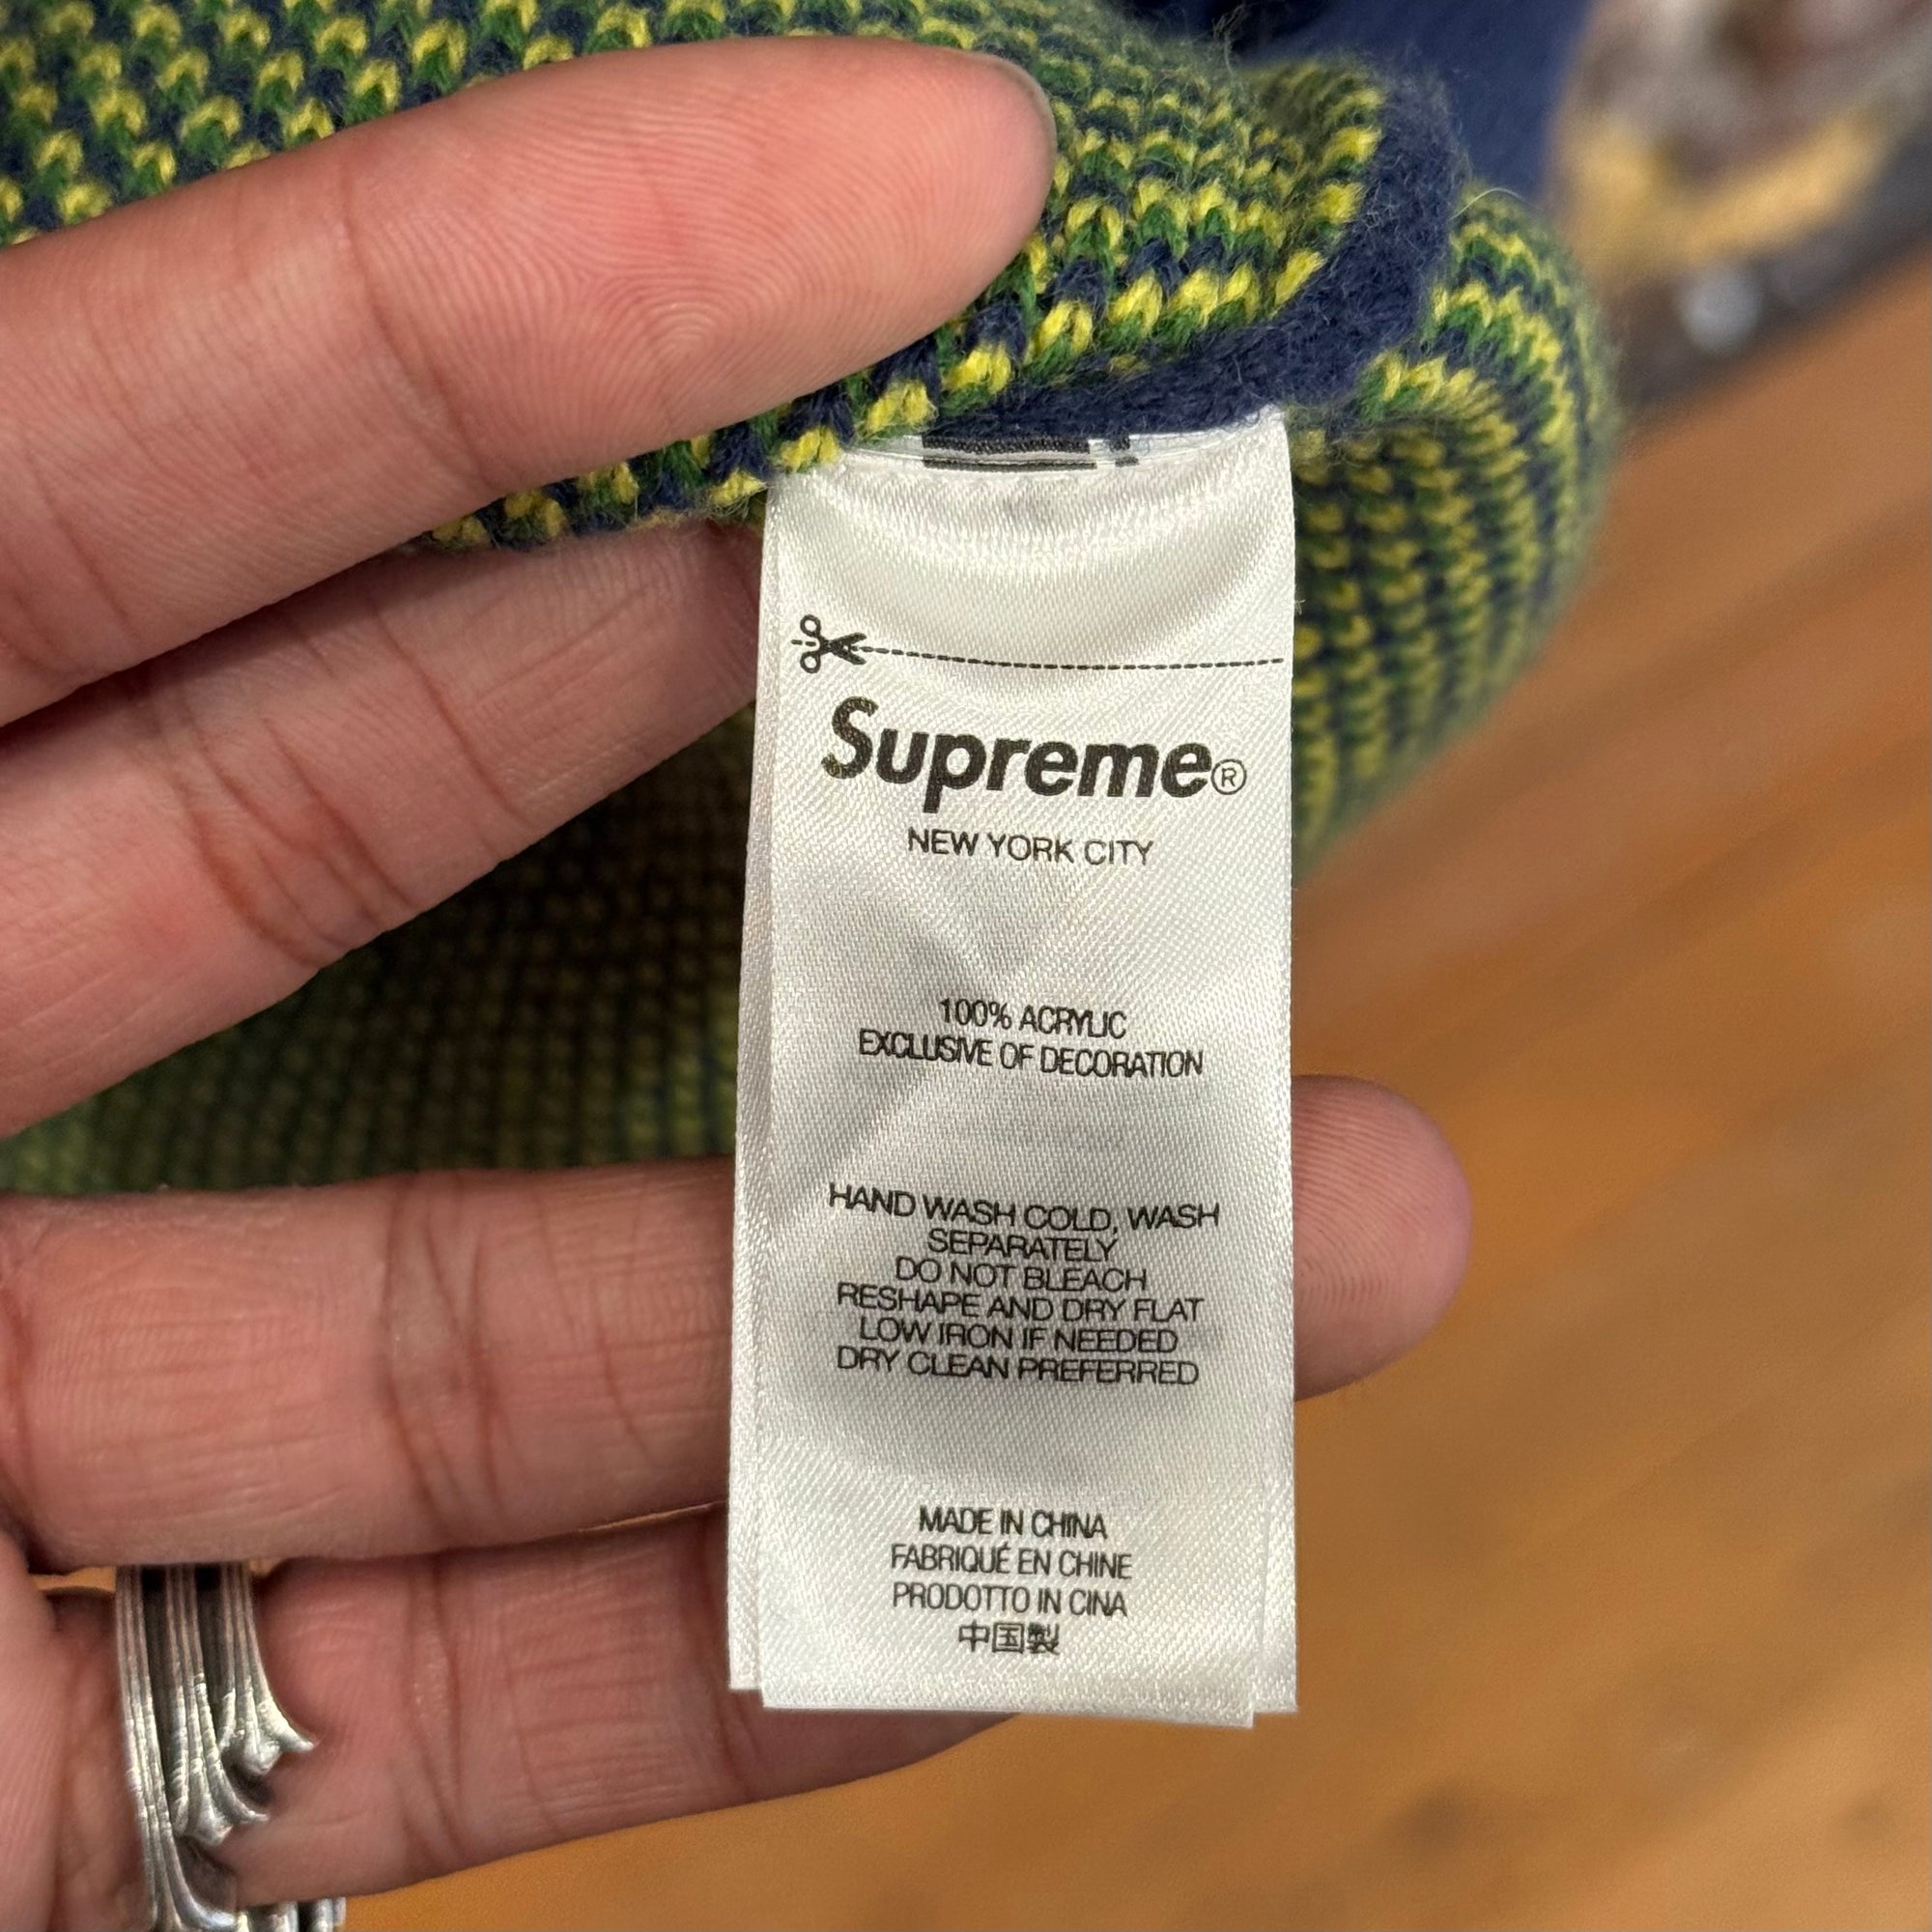 Supreme®
NEW YORK CITY
100% ACRYLIC
EXCLUSIVE OF DECORATION
HAND WASH COLD, WASH
SEPARATELY
DO NOT BLEACH
RESHAPE AND DRY FLAT
LOW IRON IF NEEDED
DRY CLEAN PREFERRED
MADE IN CHINA
FABRIQUÉ EN CHINE
PRODOTTO IN CINA
中国製